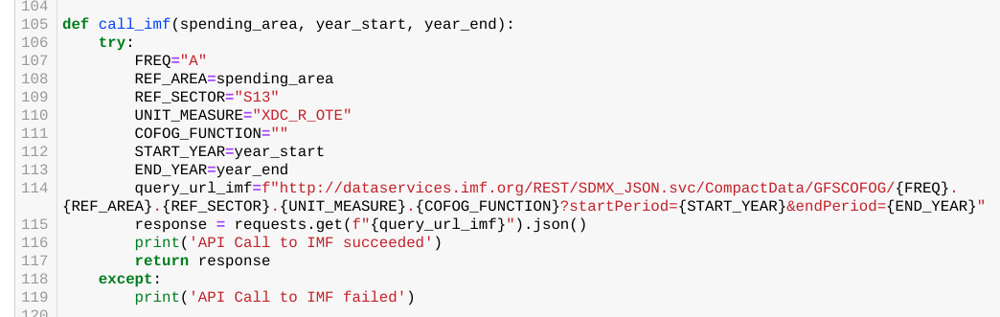 104
105 def call_imf(spending_area, year_start, year_end):
106     try:
107         FREQ="A"
108         REF_AREA=spending_area
109         REF_SECTOR="S13"
110         UNIT_MEASURE="XDC_R_OTE"
111         COFOG_FUNCTION=""
112         START_YEAR=year_start
113         END_YEAR=year_end
114         query_url_imf=f"http://dataservices.imf.org/REST/SDMX_JSON.svc/CompactData/GFSCOFOG/{FREQ}.
{REF_AREA}.{REF_SECTOR}.{UNIT_MEASURE}.{COFOG_FUNCTION}?startPeriod={START_YEAR}&endPeriod={END_YEAR}"
115         response = requests.get(f"{query_url_imf}").json()
116         print('API Call to IMF succeeded')
117         return response
118     except:
119         print('API Call to IMF failed')
120